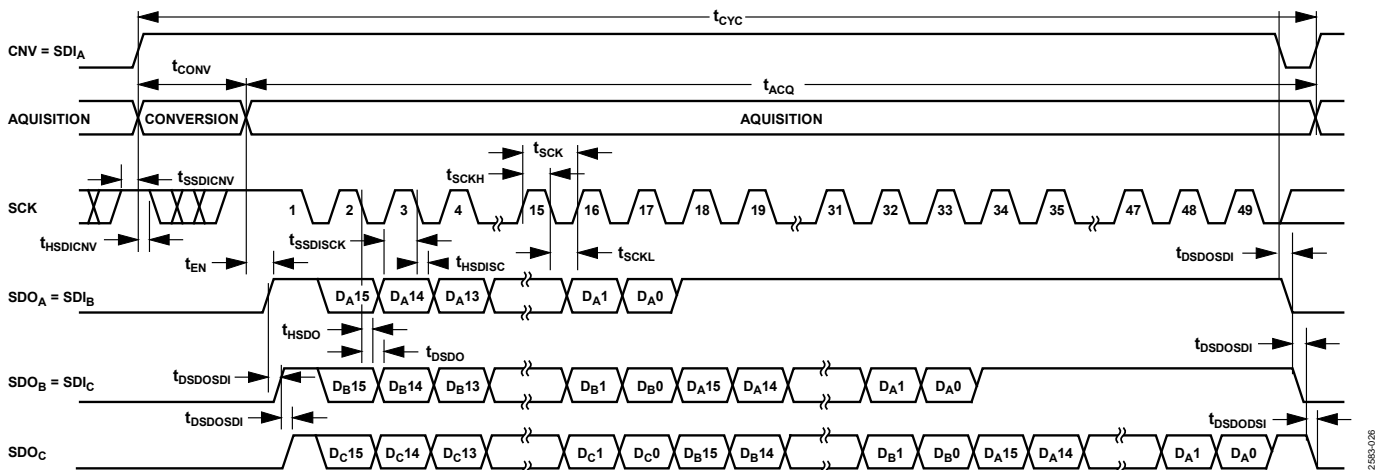 tCYC
CNV = SDIA
tCONV
tACQ
AQUISITION CONVERSION AQUISITION
tSCK
tSCKH
tSSDICNV
SCK 1 2 3 4 15 16 17 18 19 31 32 33 34 35 47 48 49
tHSDICNV
tSSDISCK
tEN
tHSDISC
tSCKL
tDSDOSDI
SDOA = SDIB DA15 DA14 DA13 DA1 DA0
tHSDO
tDSDO
tDSDOSDI
tDSDOSDI
SDOB = SDIC DB15 DB14 DB13 DB1 DB0 DA15 DA14 DA1 DA0
tDSDOSDI
tDSDODSI
SDOC DC15 DC14 DC13 DC1 DC0 DB15 DB14 DB1 DB0 DA15 DA14 DA1 DA0
2583-026